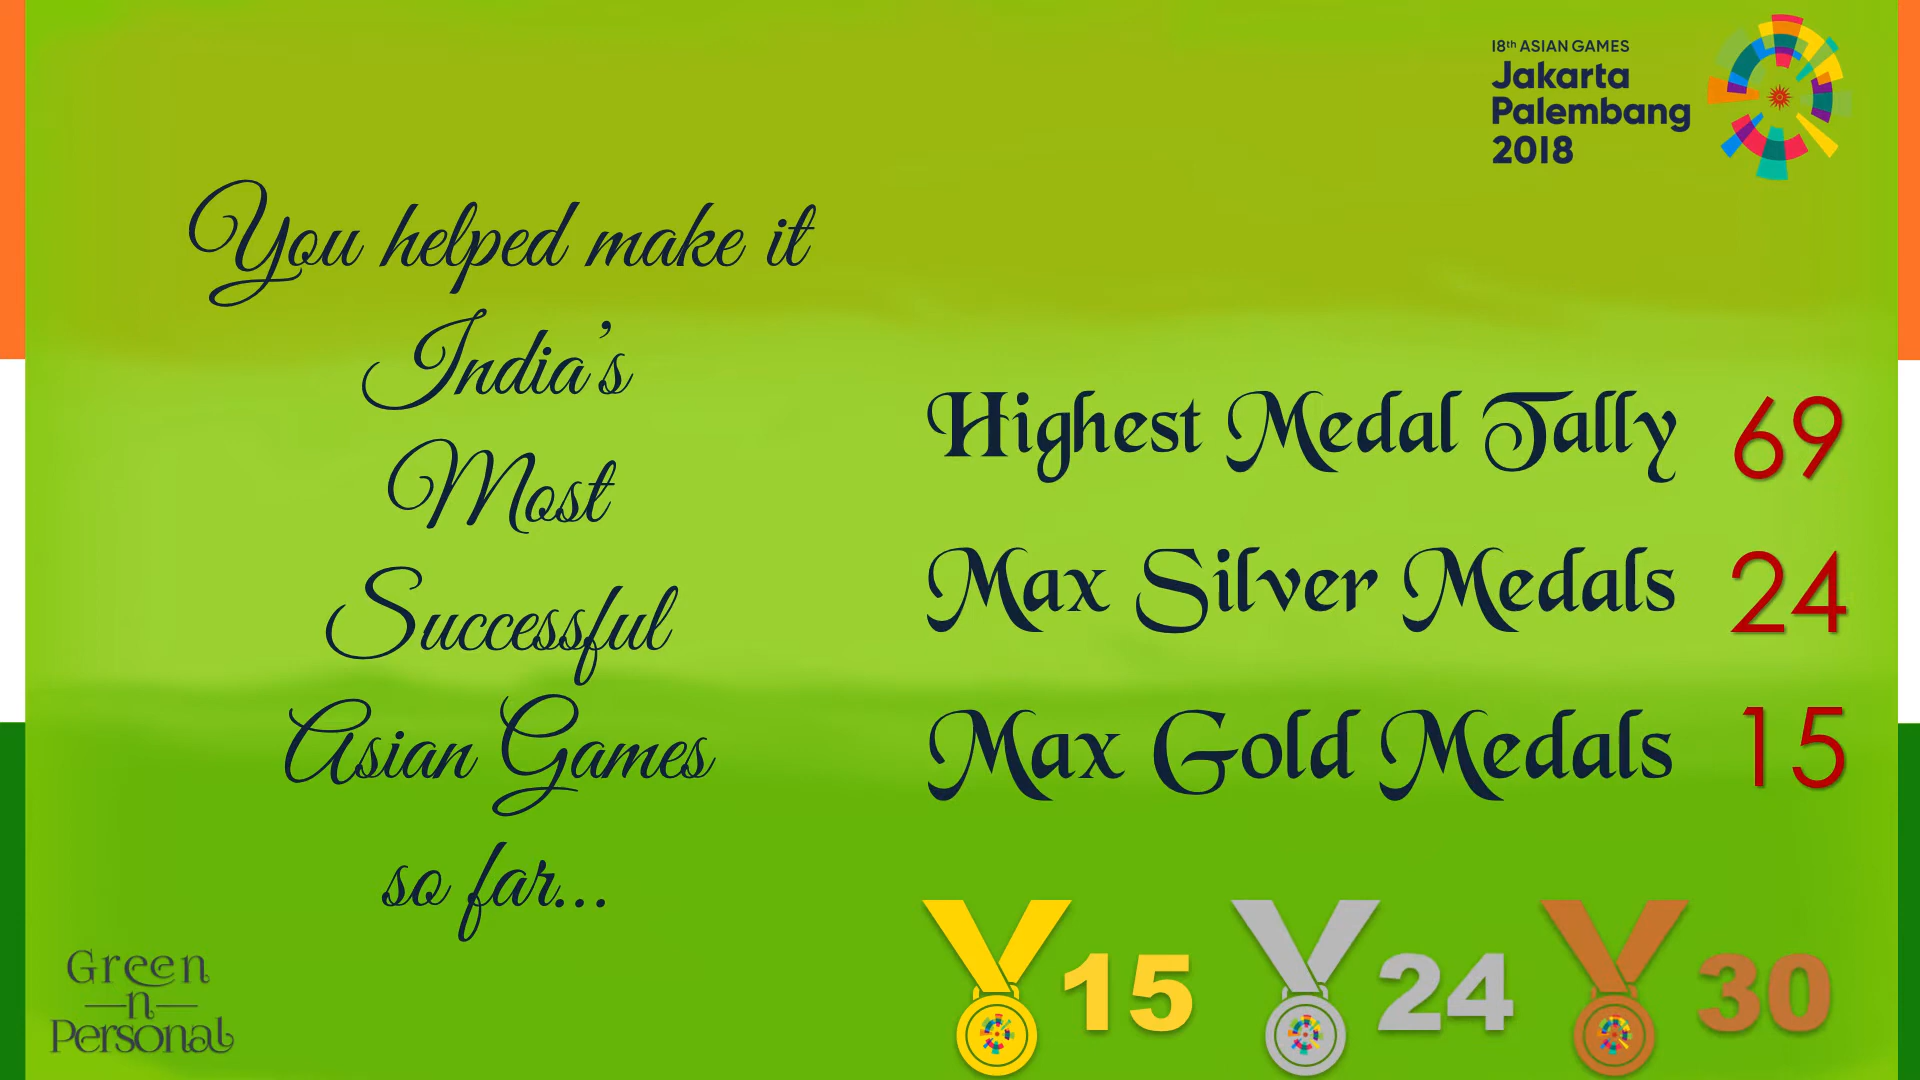 18th ASIAN GAMES
Jakarta
Palembang
2018
You helped make it
India's
Most
Successful
Asian Games
so far...
Highest Medal Tally 69
Max Silver Medals 24
Max Gold Medals 15
15 24 30
Green
n
Personal